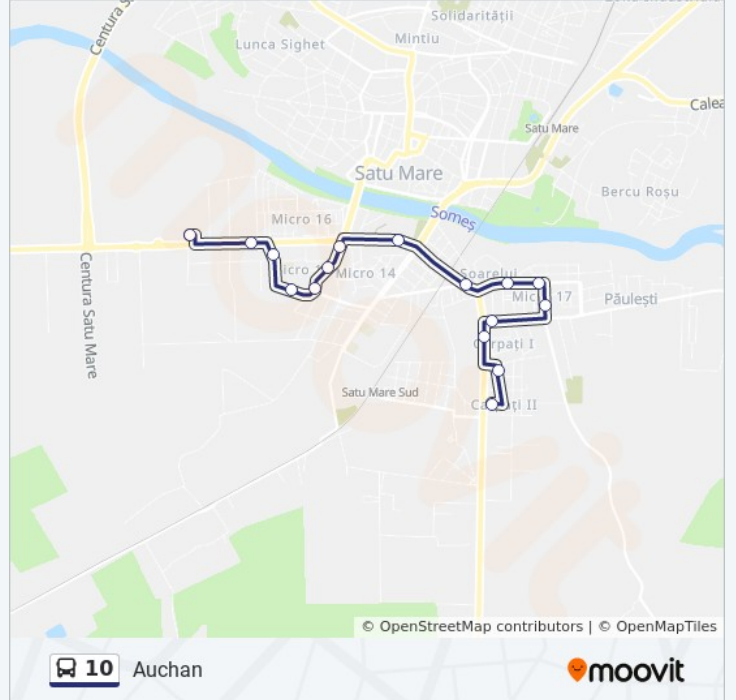 Solidarității
Centura S
Mintiu
Lunca Sighet
Calea
Satu Mare
Satu Mare
Bercu Roșu
Micro 16
Someș
Micro 14
Soarelui
Centura Satu Mare
17
Păulești
Carpați I
Satu Mare Sud
Carpați II
© OpenStreetMap contributors | © OpenMapTiles
10 Auchan
moovit